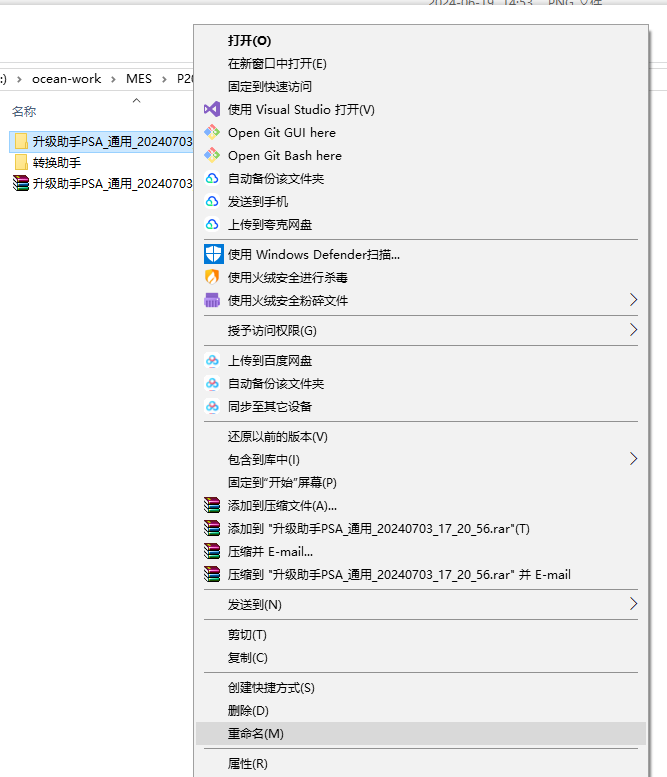 :) › ocean-work › MES › P20
名称
升级助手PSA_通用_20240703
转换助手
升级助手PSA_通用_20240703
打开(O)
在新窗口中打开(E)
固定到快速访问
使用 Visual Studio 打开(V)
Open Git GUI here
Open Git Bash here
自动备份该文件夹
发送到手机
上传到夸克网盘
使用 Windows Defender扫描...
使用火绒安全进行杀毒
使用火绒安全粉碎文件
授予访问权限(G)
上传到百度网盘
自动备份该文件夹
同步至其它设备
还原以前的版本(V)
包含到库中(I)
固定到“开始”屏幕(P)
添加到压缩文件(A)...
添加到 "升级助手PSA_通用_20240703_17_20_56.rar"(T)
压缩并 E-mail...
压缩到 "升级助手PSA_通用_20240703_17_20_56.rar" 并 E-mail
发送到(N)
剪切(T)
复制(C)
创建快捷方式(S)
删除(D)
重命名(M)
属性(R)